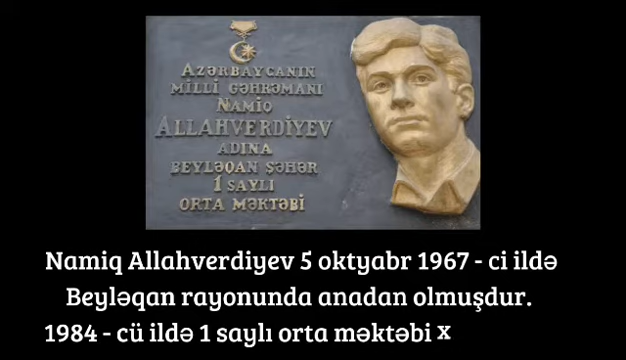 AZƏRBAYCANIN
MİLLİ QƏHRƏMANI
NAMİQ
ALLAHVERDİYEV
ADINA
BEYLƏQAN ŞƏHƏR
1 SAYLI
ORTA MƏKTƏBİ
Namiq Allahverdiyev 5 oktyabr 1967 - ci ildə
Beyləqan rayonunda anadan olmuşdur.
1984 - cü ildə 1 saylı orta məktəbi x